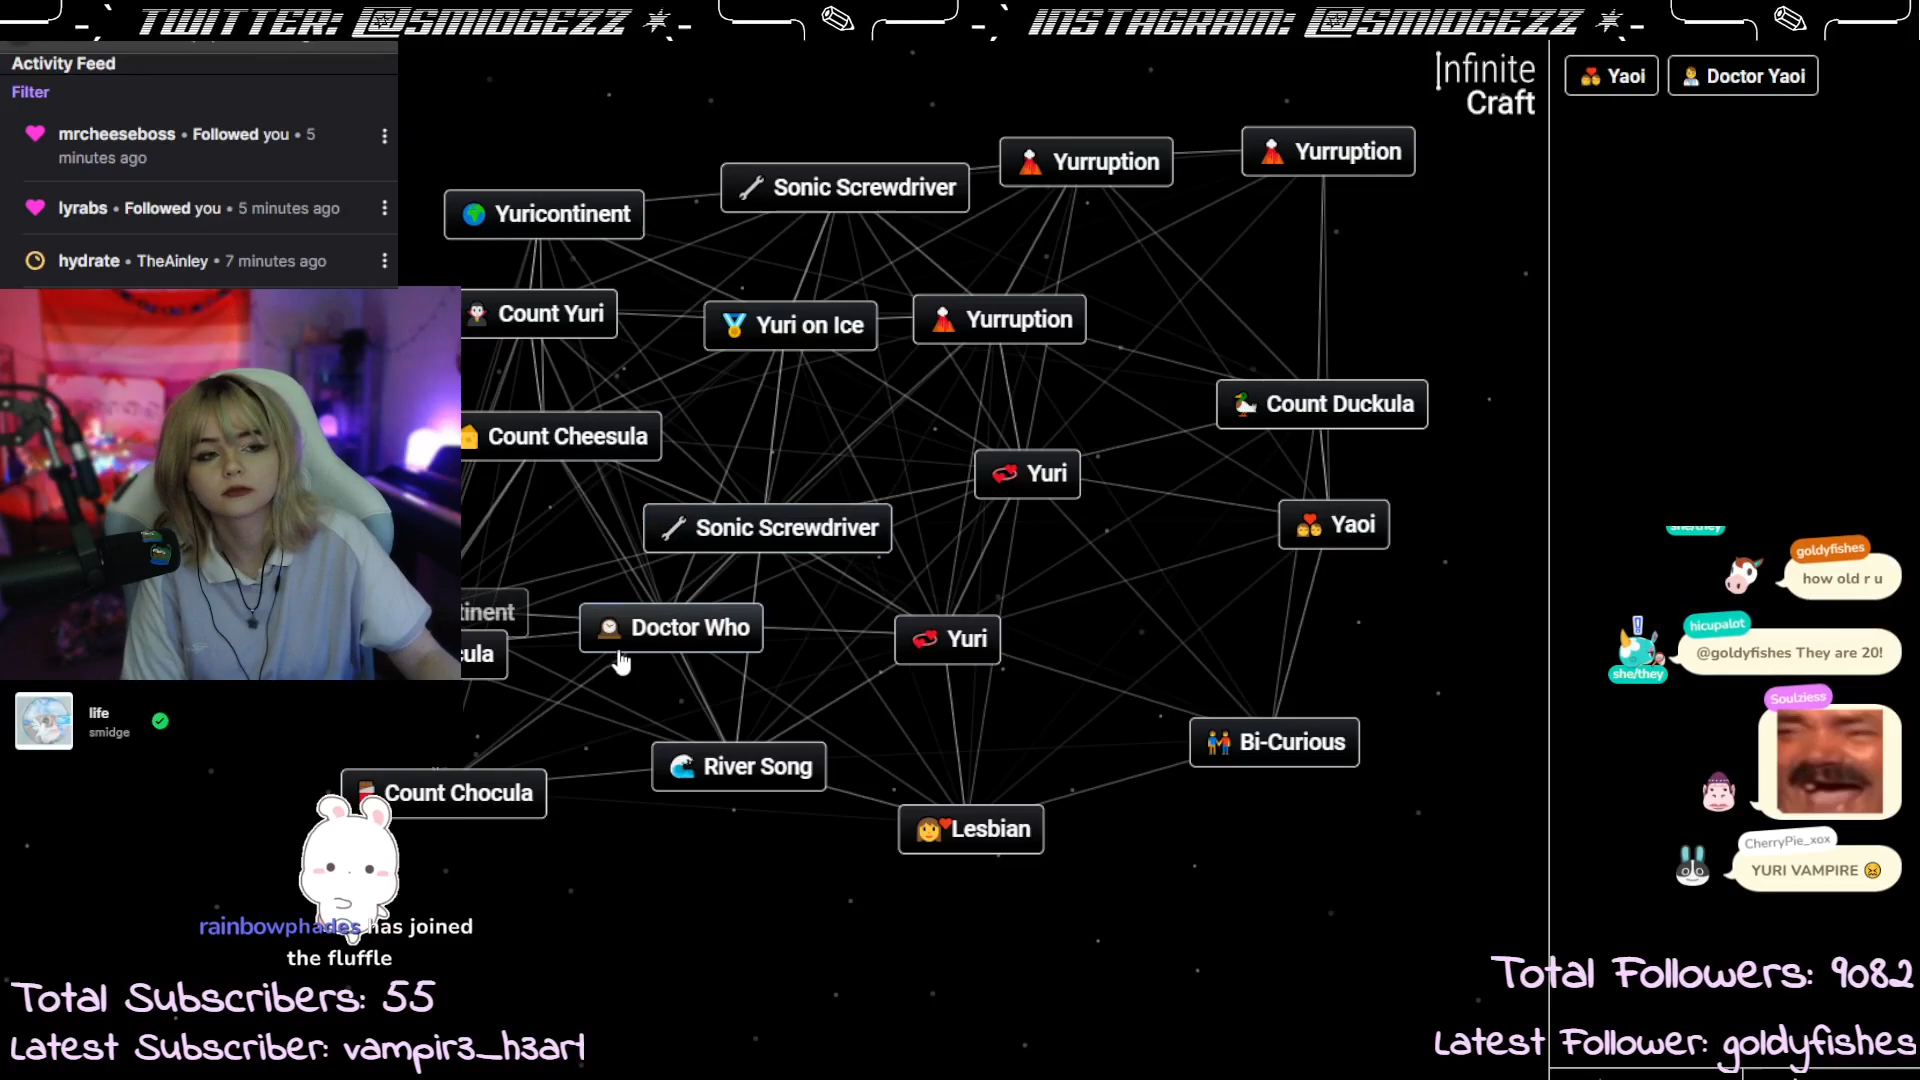 TWITTER: @SMIDGEZZ
INSTAGRAM: @SMIDGEZZ
Activity Feed
Filter
mrcheeseboss • Followed you • 5
minutes ago
lyrabs • Followed you • 5 minutes ago
hydrate • TheAinley • 7 minutes ago
life
smidge
Infinite
Craft
Yaoi
Doctor Yaoi
Yurruption
Yurruption
Sonic Screwdriver
Yuricontinent
Count Yuri
Yuri on Ice
Yurruption
Count Duckula
Count Cheesula
Yuri
Sonic Screwdriver
Yaoi
tinent
Doctor Who
Yuri
cula
Bi-Curious
River Song
Count Chocula
Lesbian
she/they
goldyfishes
how old r u
hicupalot
@goldyfishes They are 20!
she/they
Soulziess
CherryPie_xox
YURI VAMPIRE
rainbowphades has joined
the fluffle
Total Subscribers: 55
Latest Subscriber: vampir3_h3art
Total Followers: 9082
Latest Follower: goldyfishes